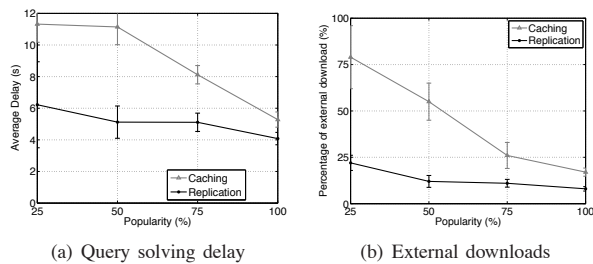 12
10
8
6
4
2
0
25
50
75
100
Average Delay (s)
Popularity (%)
Caching
Replication
(a) Query solving delay
100
75
50
25
0
25
50
75
100
Percentage of external download (%)
Popularity (%)
Caching
Replication
(b) External downloads